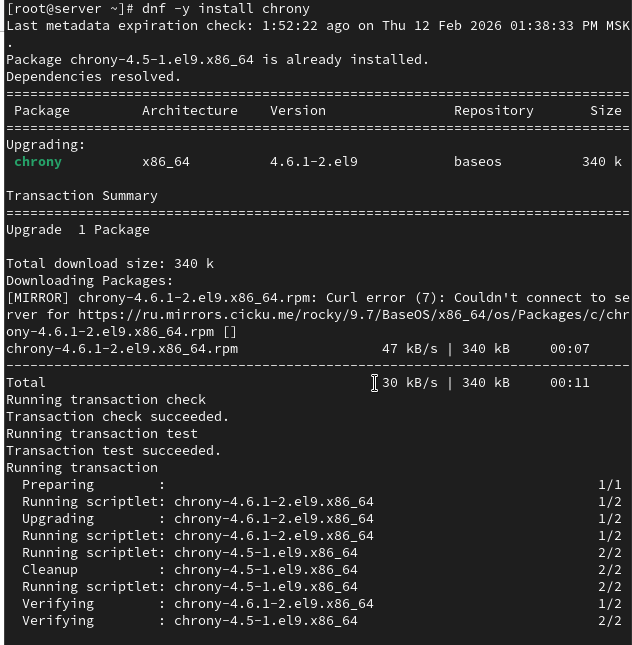 [root@server ~]# dnf -y install chrony
Last metadata expiration check: 1:52:22 ago on Thu 12 Feb 2026 01:38:33 PM MSK
.
Package chrony-4.5-1.el9.x86_64 is already installed.
Dependencies resolved.
================================================================================
 Package         Architecture    Version                Repository       Size
================================================================================
Upgrading:
 chrony          x86_64          4.6.1-2.el9            baseos          340 k

Transaction Summary
================================================================================
Upgrade  1 Package

Total download size: 340 k
Downloading Packages:
[MIRROR] chrony-4.6.1-2.el9.x86_64.rpm: Curl error (7): Couldn't connect to se
rver for https://ru.mirrors.cicku.me/rocky/9.7/BaseOS/x86_64/os/Packages/c/chr
ony-4.6.1-2.el9.x86_64.rpm []
chrony-4.6.1-2.el9.x86_64.rpm                  47 kB/s | 340 kB     00:07
--------------------------------------------------------------------------------
Total                                          30 kB/s | 340 kB     00:11
Running transaction check
Transaction check succeeded.
Running transaction test
Transaction test succeeded.
Running transaction
  Preparing        :                                                      1/1
  Running scriptlet: chrony-4.6.1-2.el9.x86_64                            1/2
  Upgrading        : chrony-4.6.1-2.el9.x86_64                            1/2
  Running scriptlet: chrony-4.6.1-2.el9.x86_64                            1/2
  Running scriptlet: chrony-4.5-1.el9.x86_64                              2/2
  Cleanup          : chrony-4.5-1.el9.x86_64                              2/2
  Running scriptlet: chrony-4.5-1.el9.x86_64                              2/2
  Verifying        : chrony-4.6.1-2.el9.x86_64                            1/2
  Verifying        : chrony-4.5-1.el9.x86_64                              2/2